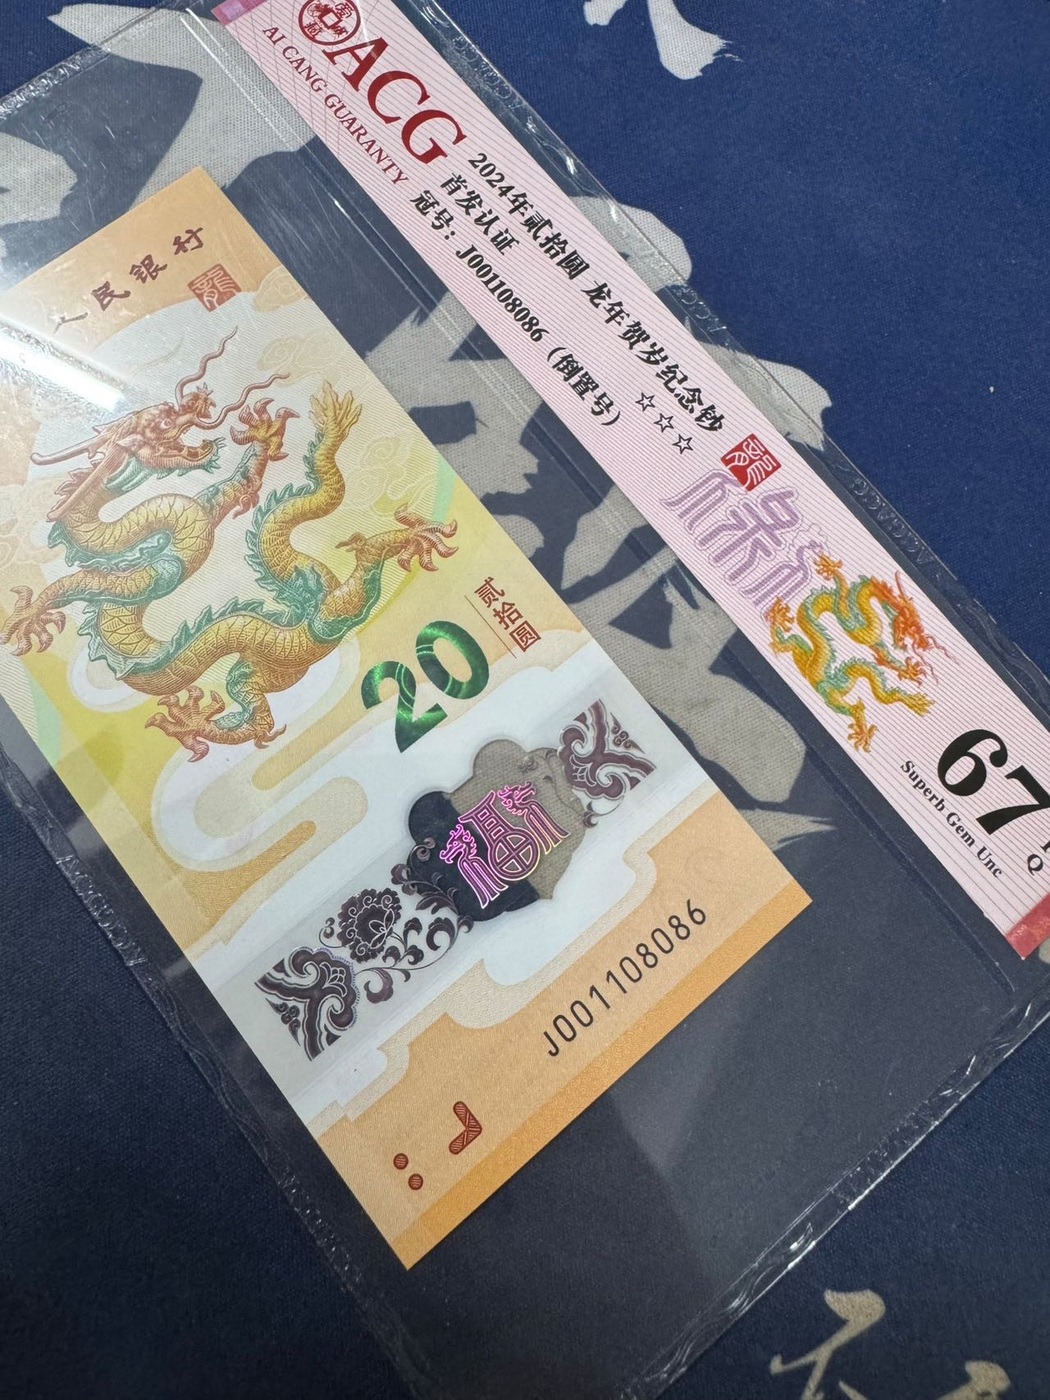 ACG
AI CANG GUARANTY
2024年贰拾圆 龙年贺岁纪念钞
首发认证
冠号：J001108086（倒置号）
☆☆☆
67
Superb Gem Unc
Q
人民银行
贰拾圆
20
福
J001108086